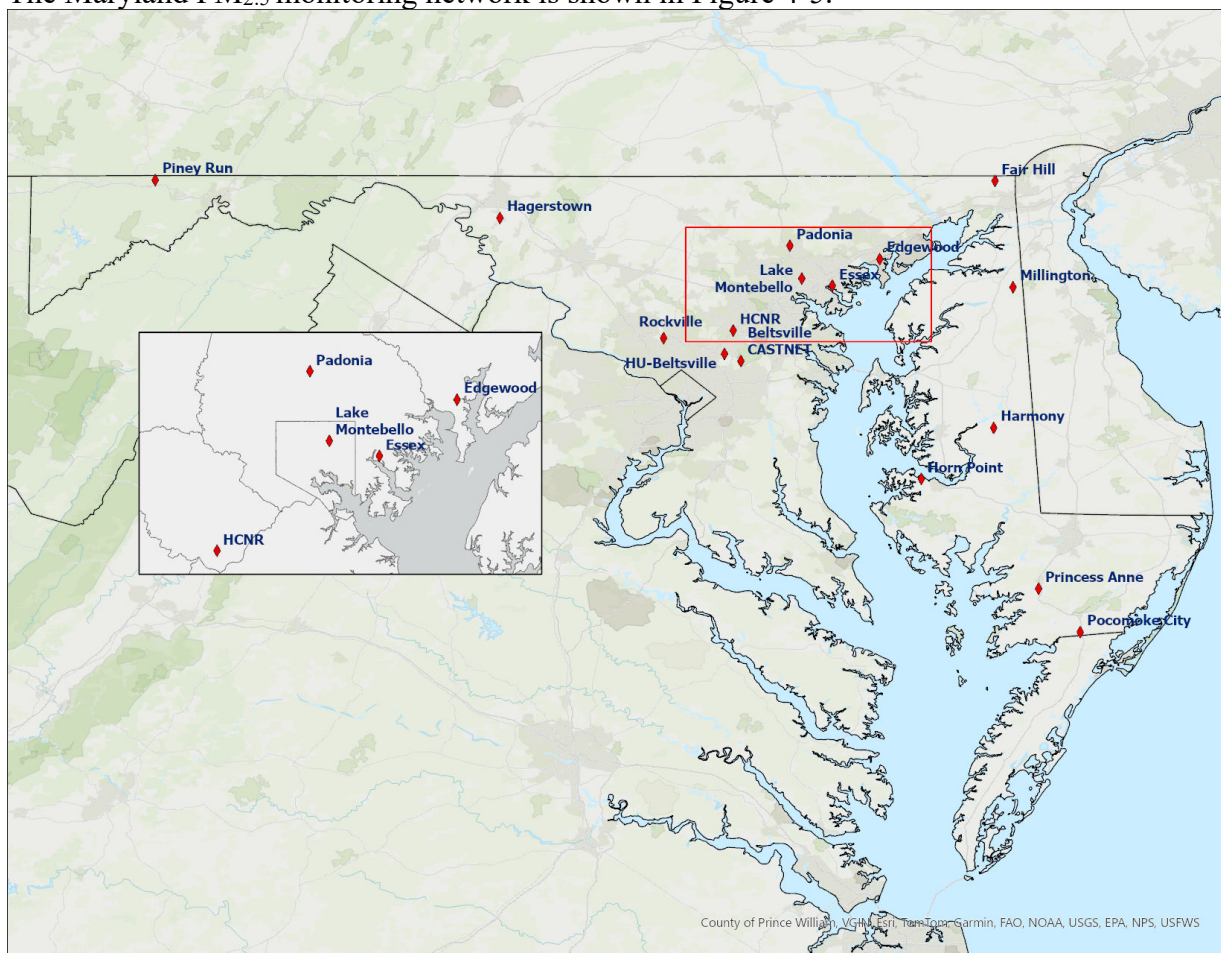 The Maryland PM2.5 monitoring network is shown in Figure 4-3.
Piney Run
Fair Hill
Hagerstown
Padonia
Edgewood
Lake
Montebello
Essex
Millington
Rockville
HCNR
Beltsville
CASTNET
HU-Beltsville
Harmony
Horn Point
Princess Anne
Pocomoke City
Padonia
Edgewood
Lake
Montebello
Essex
HCNR
County of Prince William, VGIN, Esri, TomTom, Garmin, FAO, NOAA, USGS, EPA, NPS, USFWS